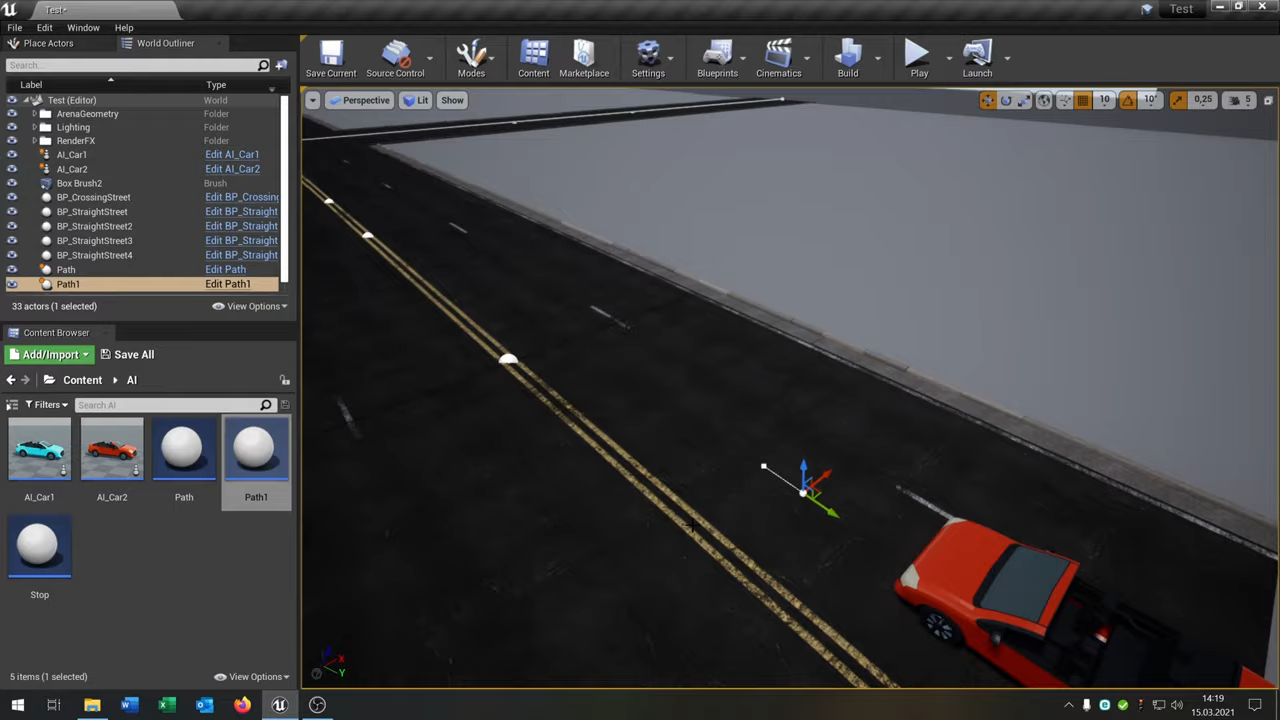 Test*
Test
File Edit Window Help
Place Actors World Outliner
Search...
Label Type
Test (Editor) World
ArenaGeometry Folder
Lighting Folder
RenderFX Folder
AI_Car1 Edit AI_Car1
AI_Car2 Edit AI_Car2
Box Brush2 Brush
BP_CrossingStreet Edit BP_Crossing
BP_StraightStreet Edit BP_Straight
BP_StraightStreet2 Edit BP_Straight
BP_StraightStreet3 Edit BP_Straight
BP_StraightStreet4 Edit BP_Straight
Path Edit Path
Path1 Edit Path1
33 actors (1 selected) View Options
Content Browser
Add/Import Save All
Content AI
Filters Search AI
AI_Car1 AI_Car2 Path Path1
Stop
5 items (1 selected) View Options
Save Current Source Control Modes Content Marketplace Settings Blueprints Cinematics Build Play Launch
Perspective Lit Show
10 10° 0,25 5
X
Y
14:19
15.03.2021